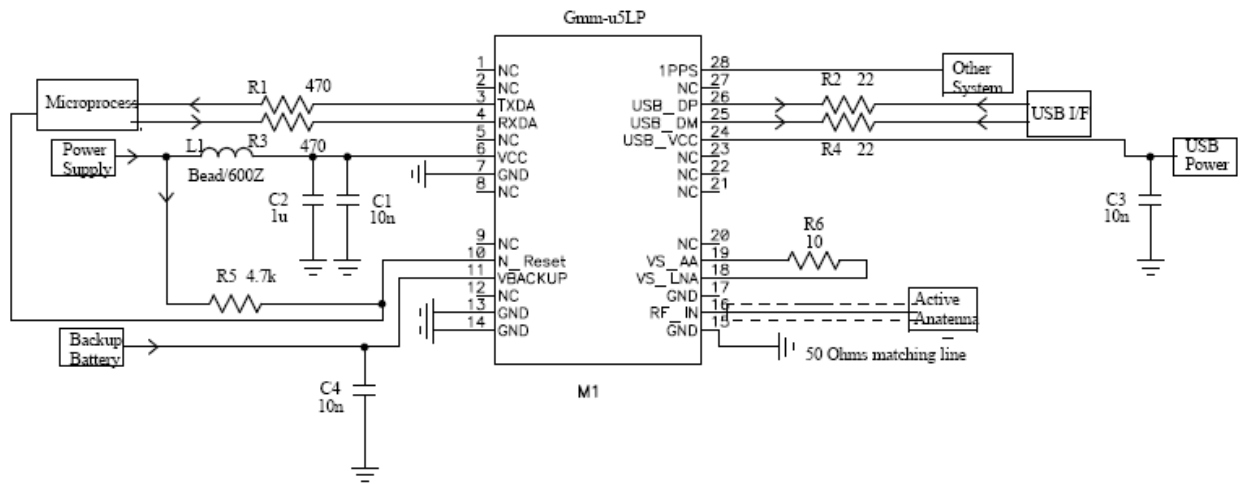 Gmm-u5LP
Microprocess
R1 470
R3
470
Power
Supply
L1
Bead/600Z
C2
1u
C1
10n
R5 4.7k
Backup
Battery
C4
10n
1 NC
2 NC
3 TXDA
4 RXDA
5 NC
6 VCC
7 GND
8 NC
9 NC
10 N_Reset
11 VBACKUP
12 NC
13 GND
14 GND
1PPS 28
NC 27
USB_DP 26
USB_DM 25
USB_VCC 24
NC 23
NC 22
NC 21
NC 20
VS_AA 19
VS_LNA 18
GND 17
RF_IN 16
GND 15
M1
Other
System
R2 22
R4 22
USB I/F
USB
Power
C3
10n
R6
10
Active
Anatenna
50 Ohms matching line